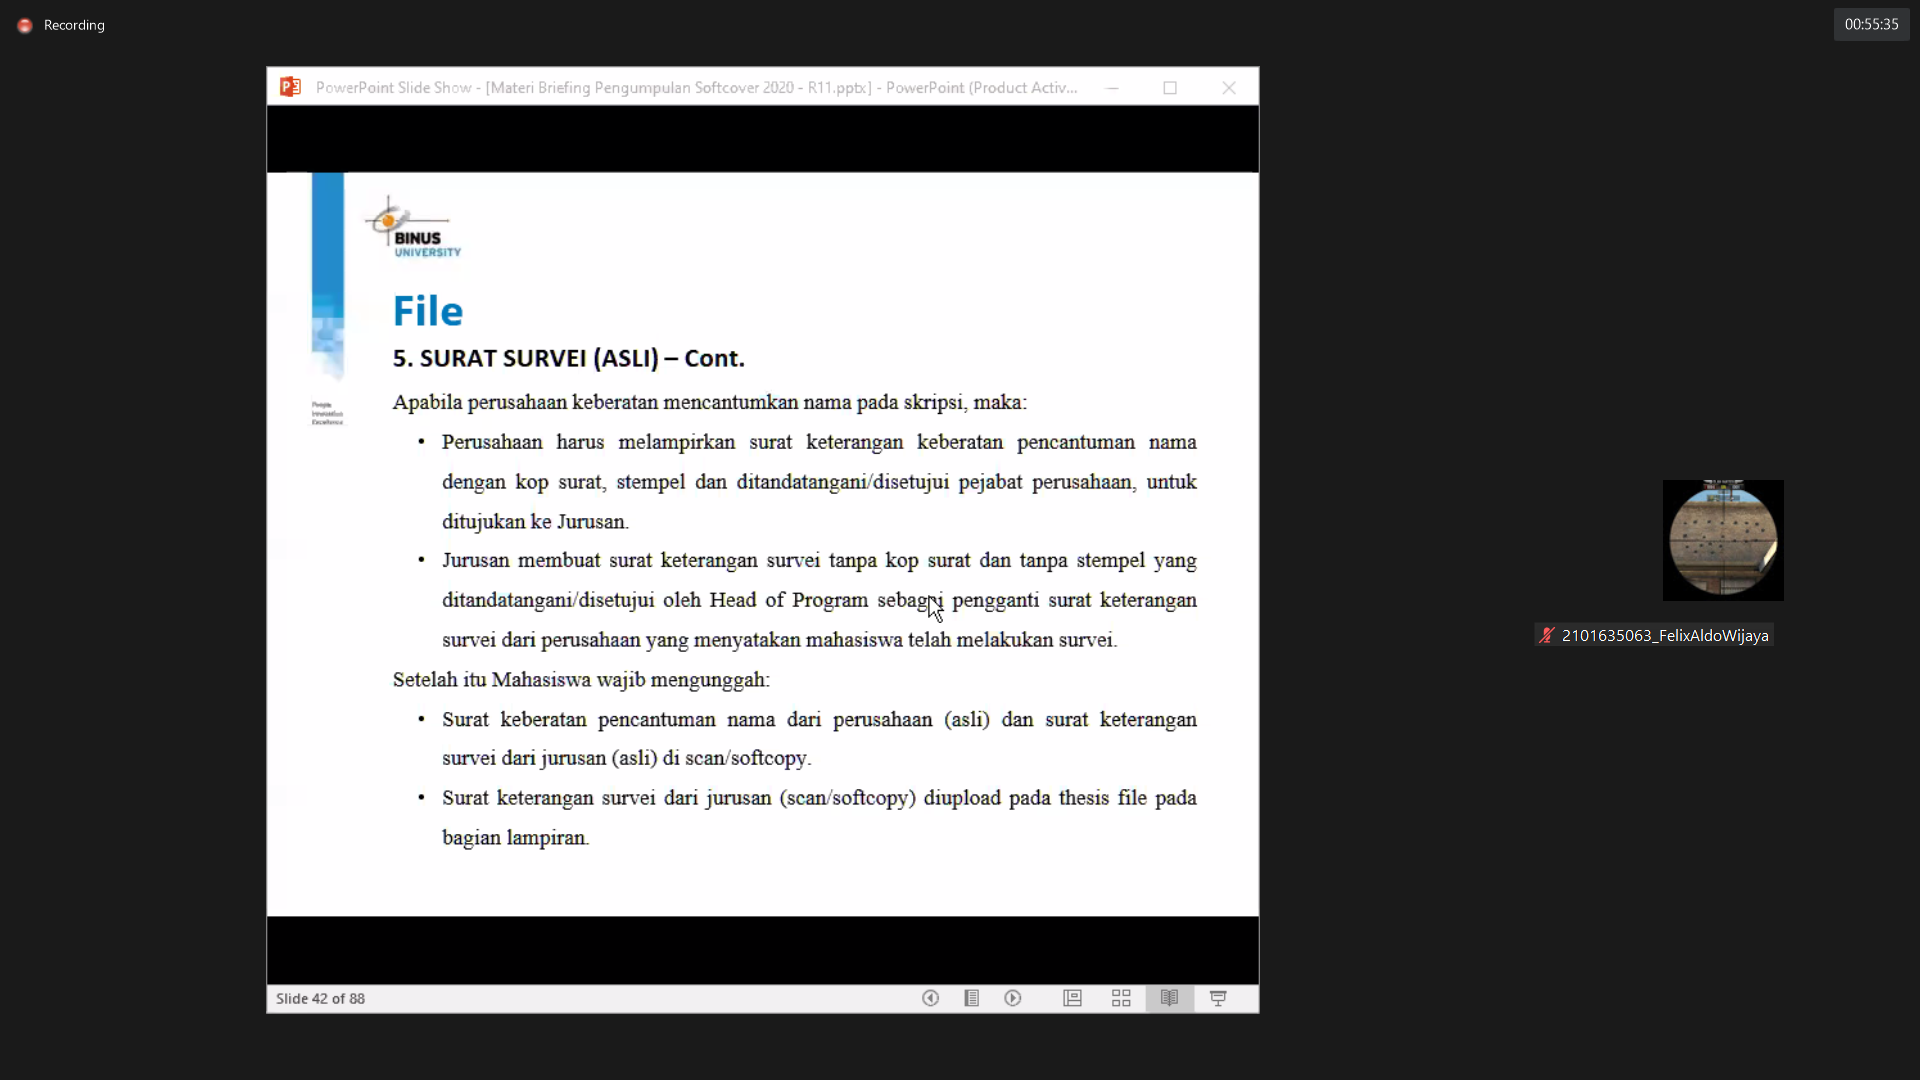 Recording
00:55:35
PowerPoint Slide Show - [Materi Briefing Pengumpulan Softcover 2020 - R11.pptx] - PowerPoint (Product Activ...
BINUS
UNIVERSITY
File
5. SURAT SURVEI (ASLI) – Cont.
People
Innovation
Excellence
Apabila perusahaan keberatan mencantumkan nama pada skripsi, maka:
• Perusahaan harus melampirkan surat keterangan keberatan pencantuman nama
dengan kop surat, stempel dan ditandatangani/disetujui pejabat perusahaan, untuk
ditujukan ke Jurusan.
• Jurusan membuat surat keterangan survei tanpa kop surat dan tanpa stempel yang
ditandatangani/disetujui oleh Head of Program sebagai pengganti surat keterangan
survei dari perusahaan yang menyatakan mahasiswa telah melakukan survei.
2101635063_FelixAldoWijaya
Setelah itu Mahasiswa wajib mengunggah:
• Surat keberatan pencantuman nama dari perusahaan (asli) dan surat keterangan
survei dari jurusan (asli) di scan/softcopy.
• Surat keterangan survei dari jurusan (scan/softcopy) diupload pada thesis file pada
bagian lampiran.
Slide 42 of 88